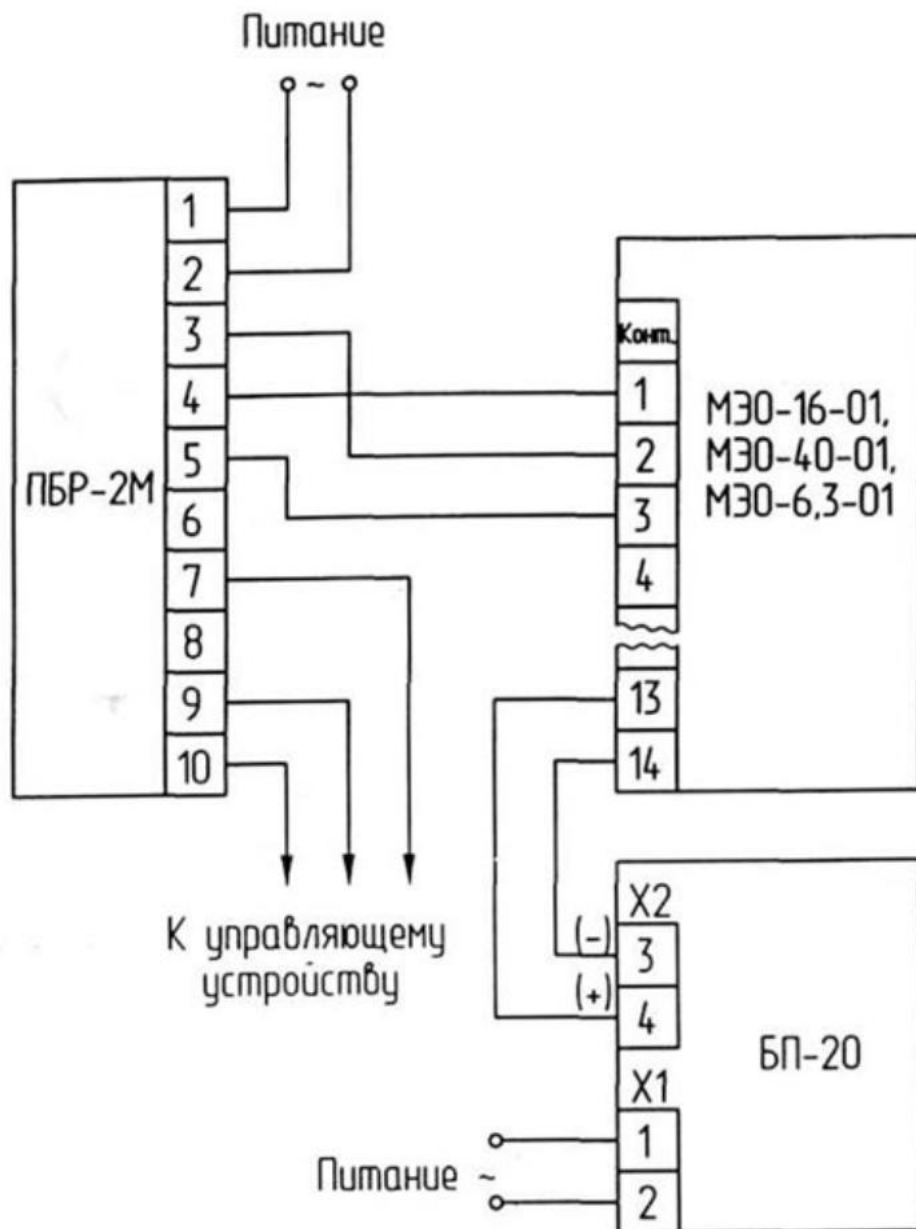 Питание
~
1
2
3
4
5
6
7
8
9
10
ПБР-2М
К управляющему
устройству
Конт.
1
2
3
4
13
14
МЭО-16-01,
МЭО-40-01,
МЭО-6,3-01
X2
(-)
3
(+)
4
X1
1
2
БП-20
Питание ~